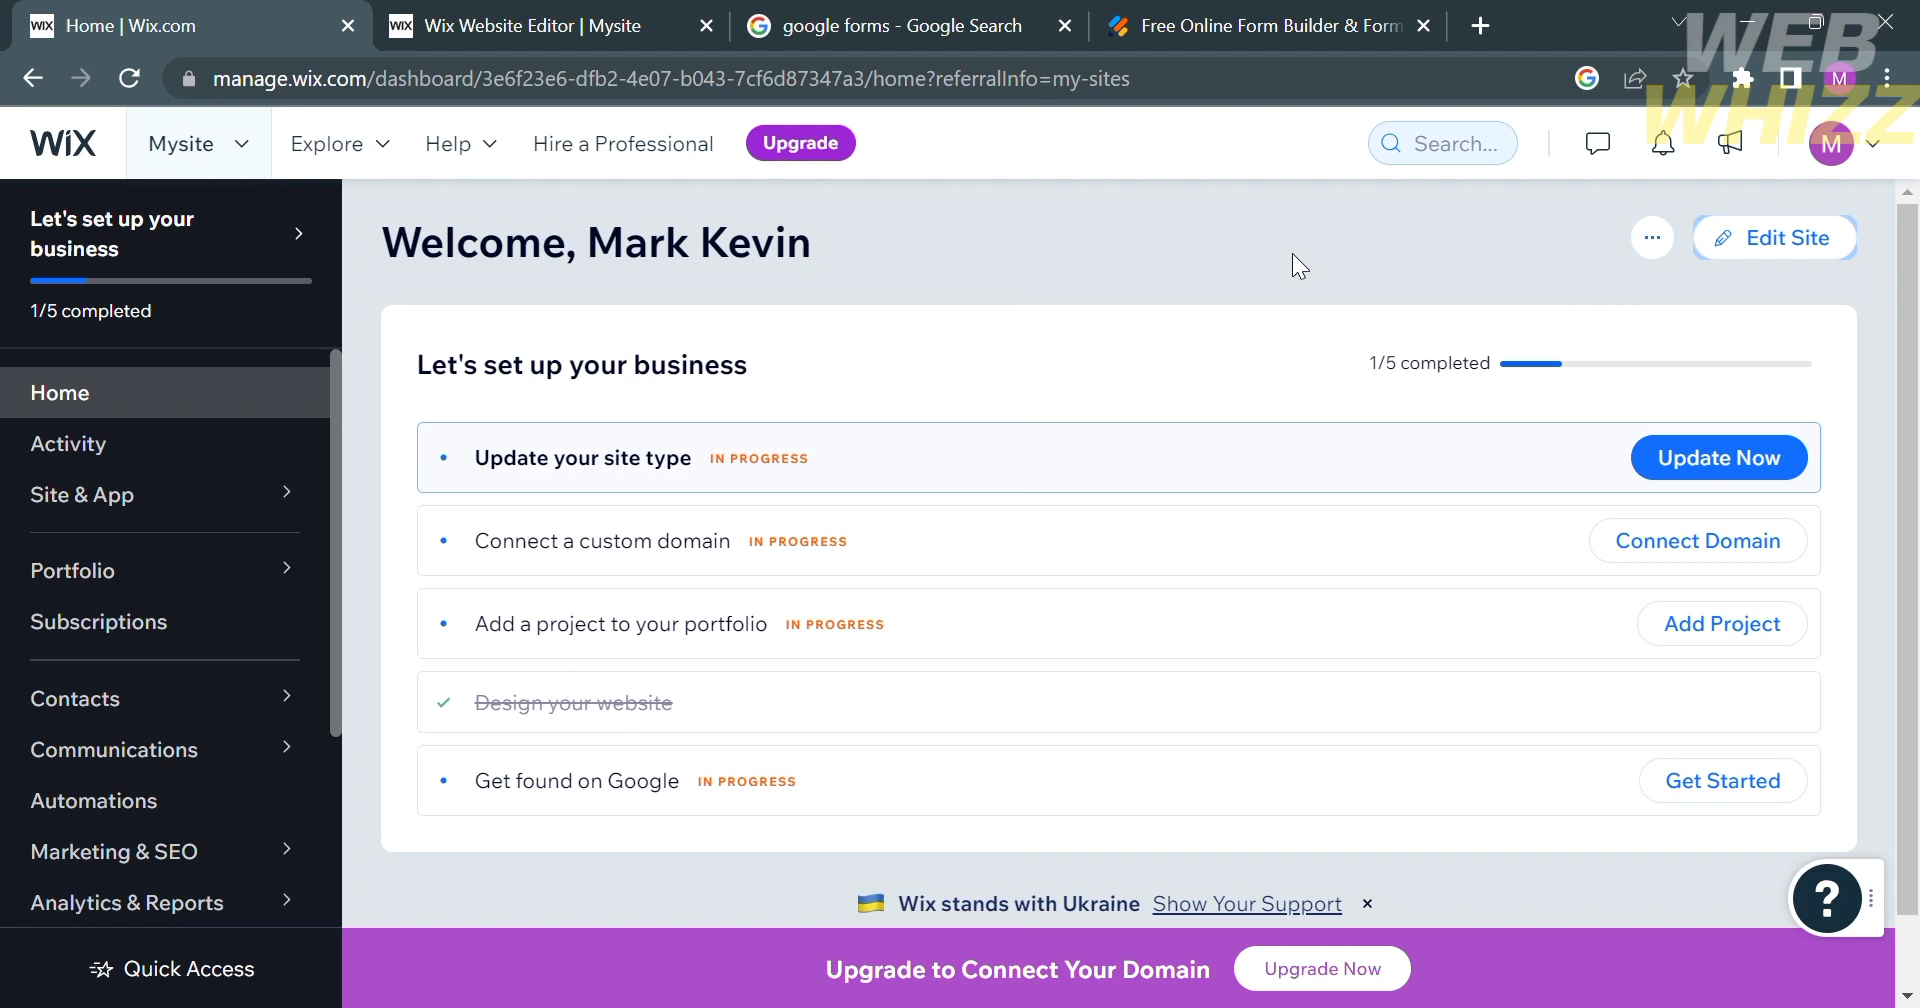 WIX Home | Wix.com
WIX Wix Website Editor | Mysite
google forms - Google Search
Free Online Form Builder & Form
manage.wix.com/dashboard/3e6f23e6-dfb2-4e07-b043-7cf6d87347a3/home?referralInfo=my-sites
M
WEB
WHIZZ
WiX
Mysite
Explore
Help
Hire a Professional
Upgrade
Search...
M
Let's set up your
business
1/5 completed
Home
Activity
Site & App
Portfolio
Subscriptions
Contacts
Communications
Automations
Marketing & SEO
Analytics & Reports
Quick Access
Welcome, Mark Kevin
Edit Site
Let's set up your business
1/5 completed
Update your site type IN PROGRESS
Update Now
Connect a custom domain IN PROGRESS
Connect Domain
Add a project to your portfolio IN PROGRESS
Add Project
Design your website
Get found on Google IN PROGRESS
Get Started
Wix stands with Ukraine Show Your Support
?
Upgrade to Connect Your Domain
Upgrade Now